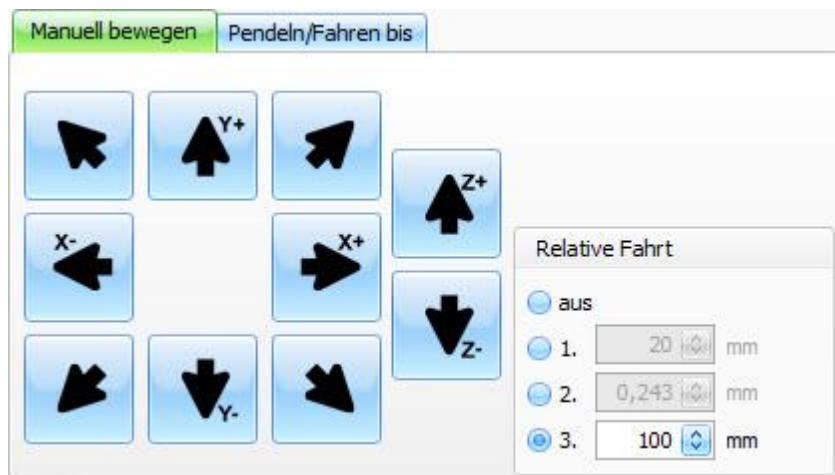 Manuell bewegen
Pendeln/Fahren bis
Y+
Z+
X-
X+
Z-
Y-
Relative Fahrt
aus
1. 20 mm
2. 0,243 mm
3. 100 mm